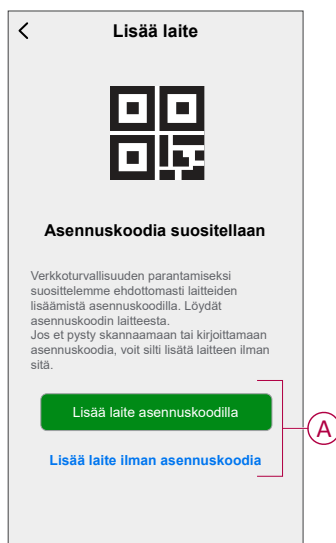 Lisää laite
Asennuskoodia suositellaan
Verkkoturvallisuuden parantamiseksi
suosittelemme ehdottomasti laitteiden
lisäämistä asennuskoodilla. Löydät
asennuskoodin laitteesta.
Jos et pysty skannaamaan tai kirjoittamaan
asennuskoodia, voit silti lisätä laitteen ilman
sitä.
Lisää laite asennuskoodilla
A
Lisää laite ilman asennuskoodia